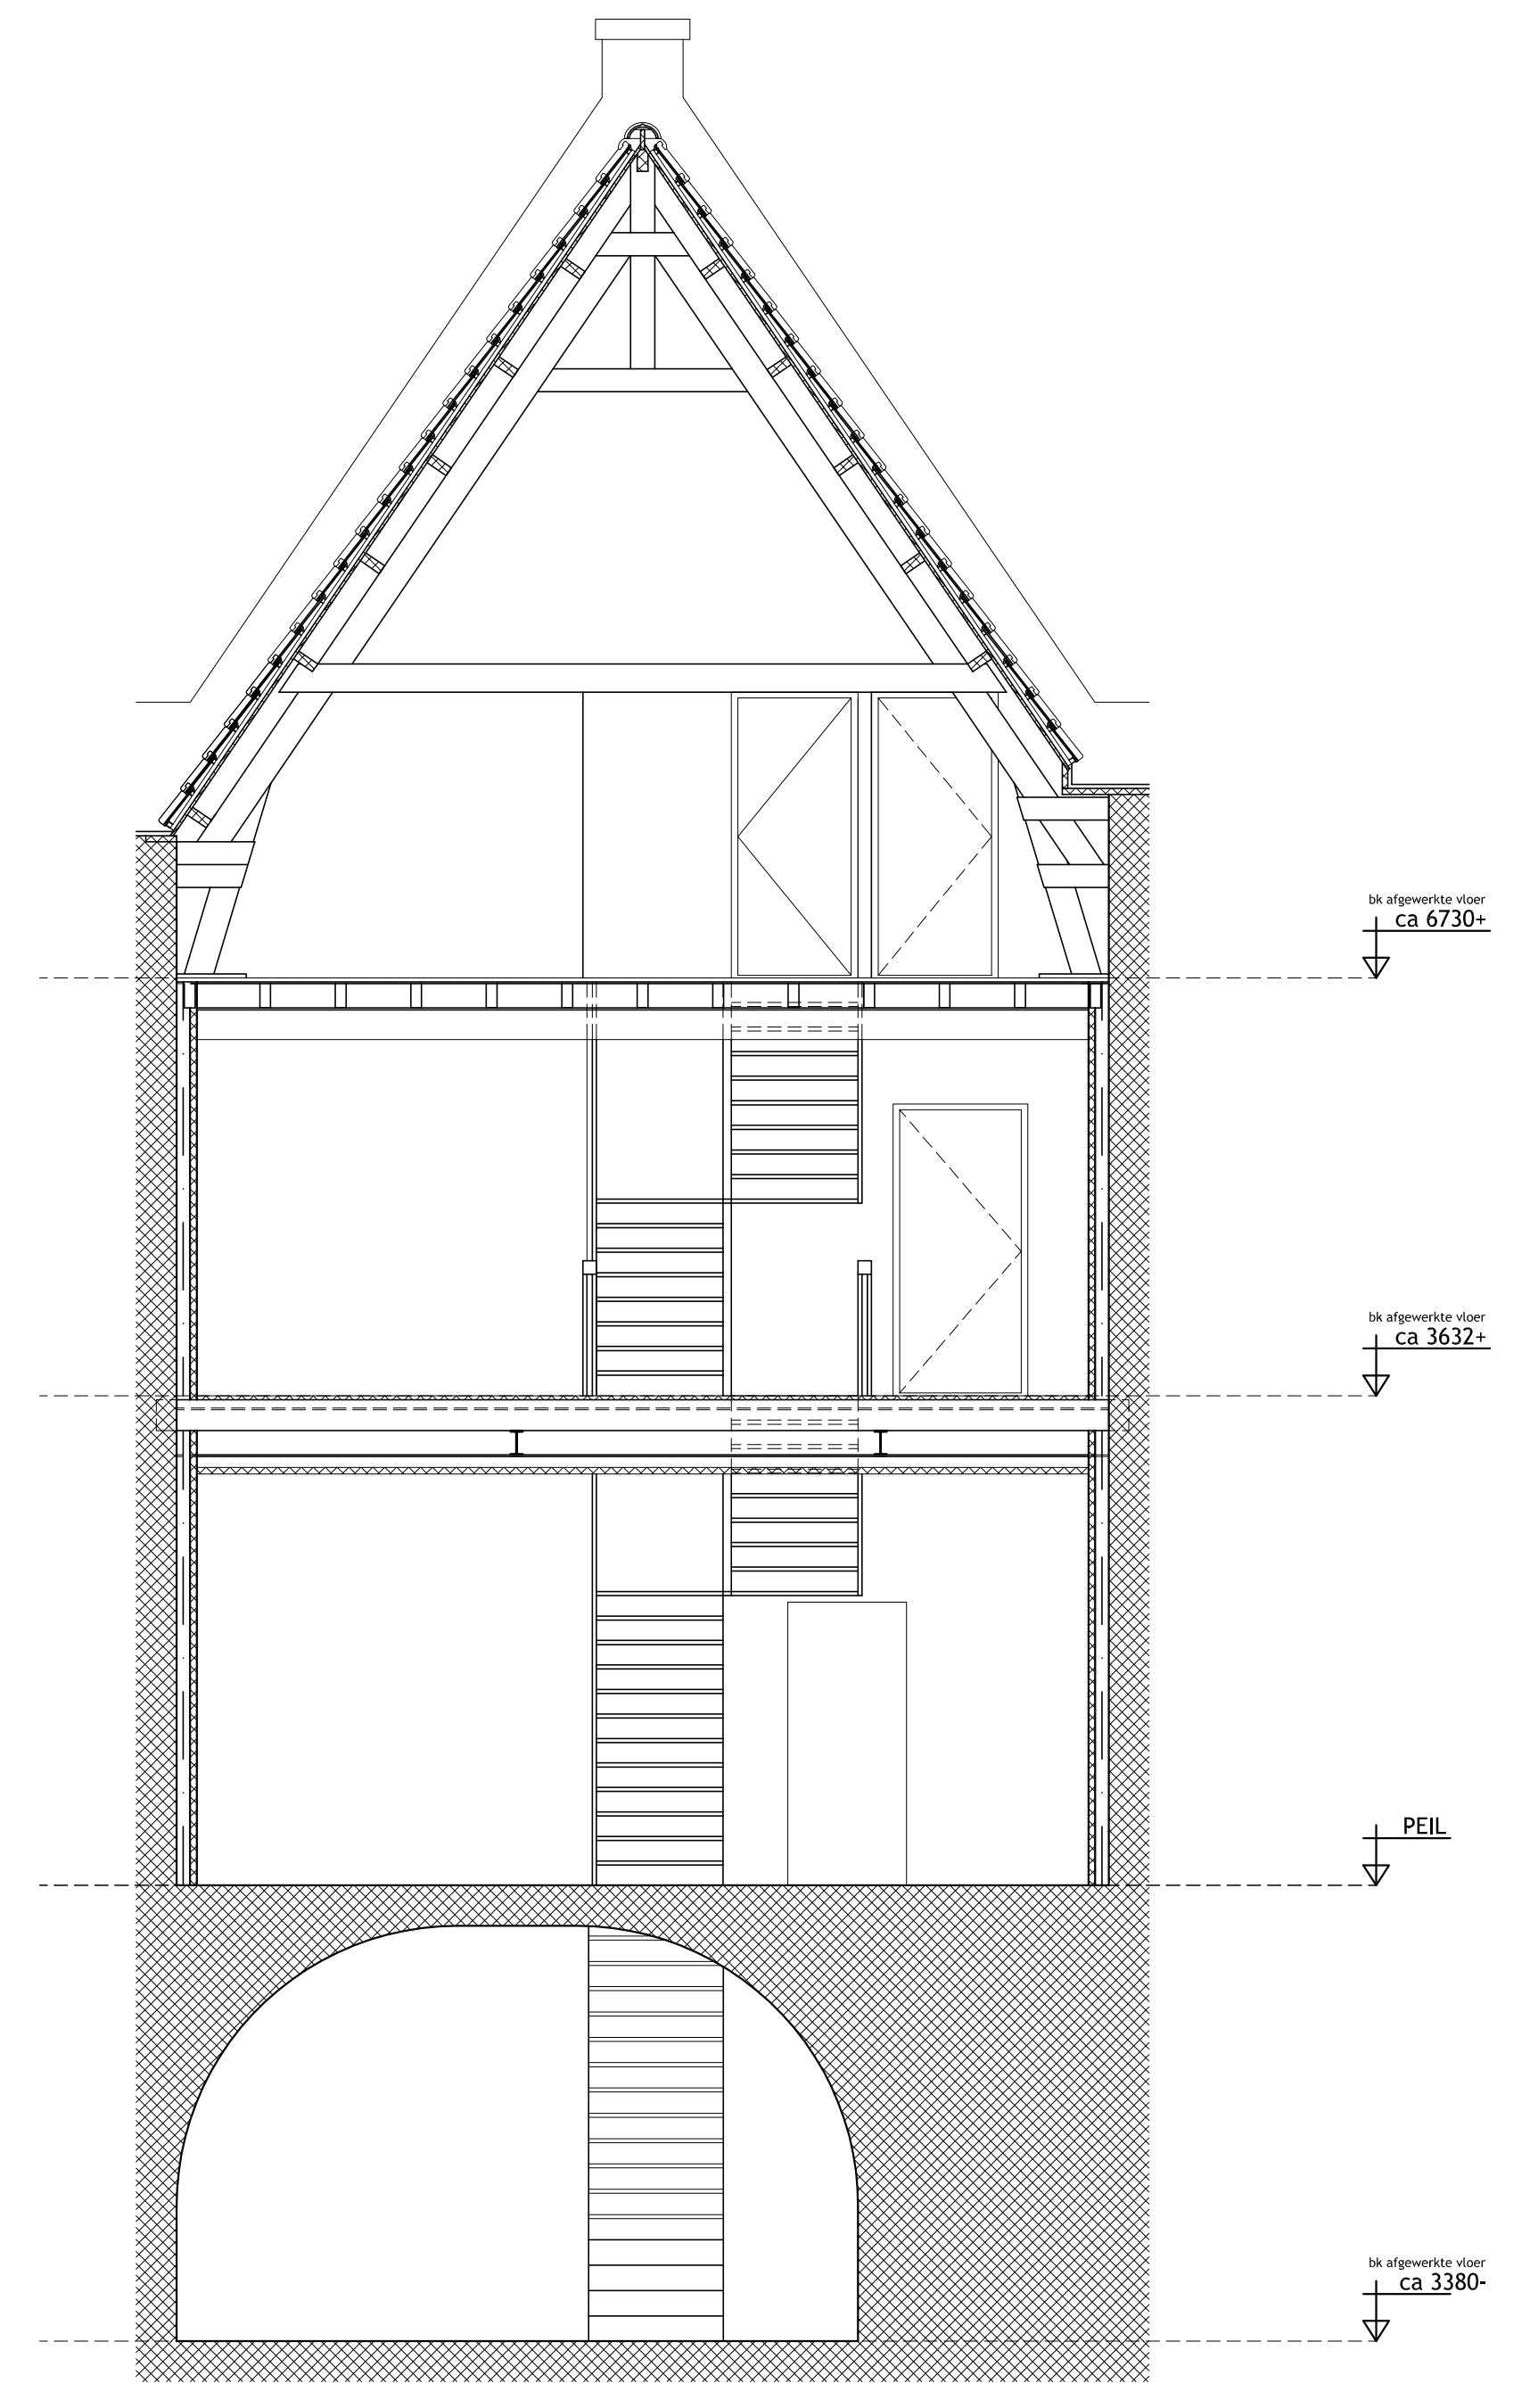 bk afgewerkte vloer
ca 6730+
bk afgewerkte vloer
ca 3632+
PEIL
bk afgewerkte vloer
ca 3380-